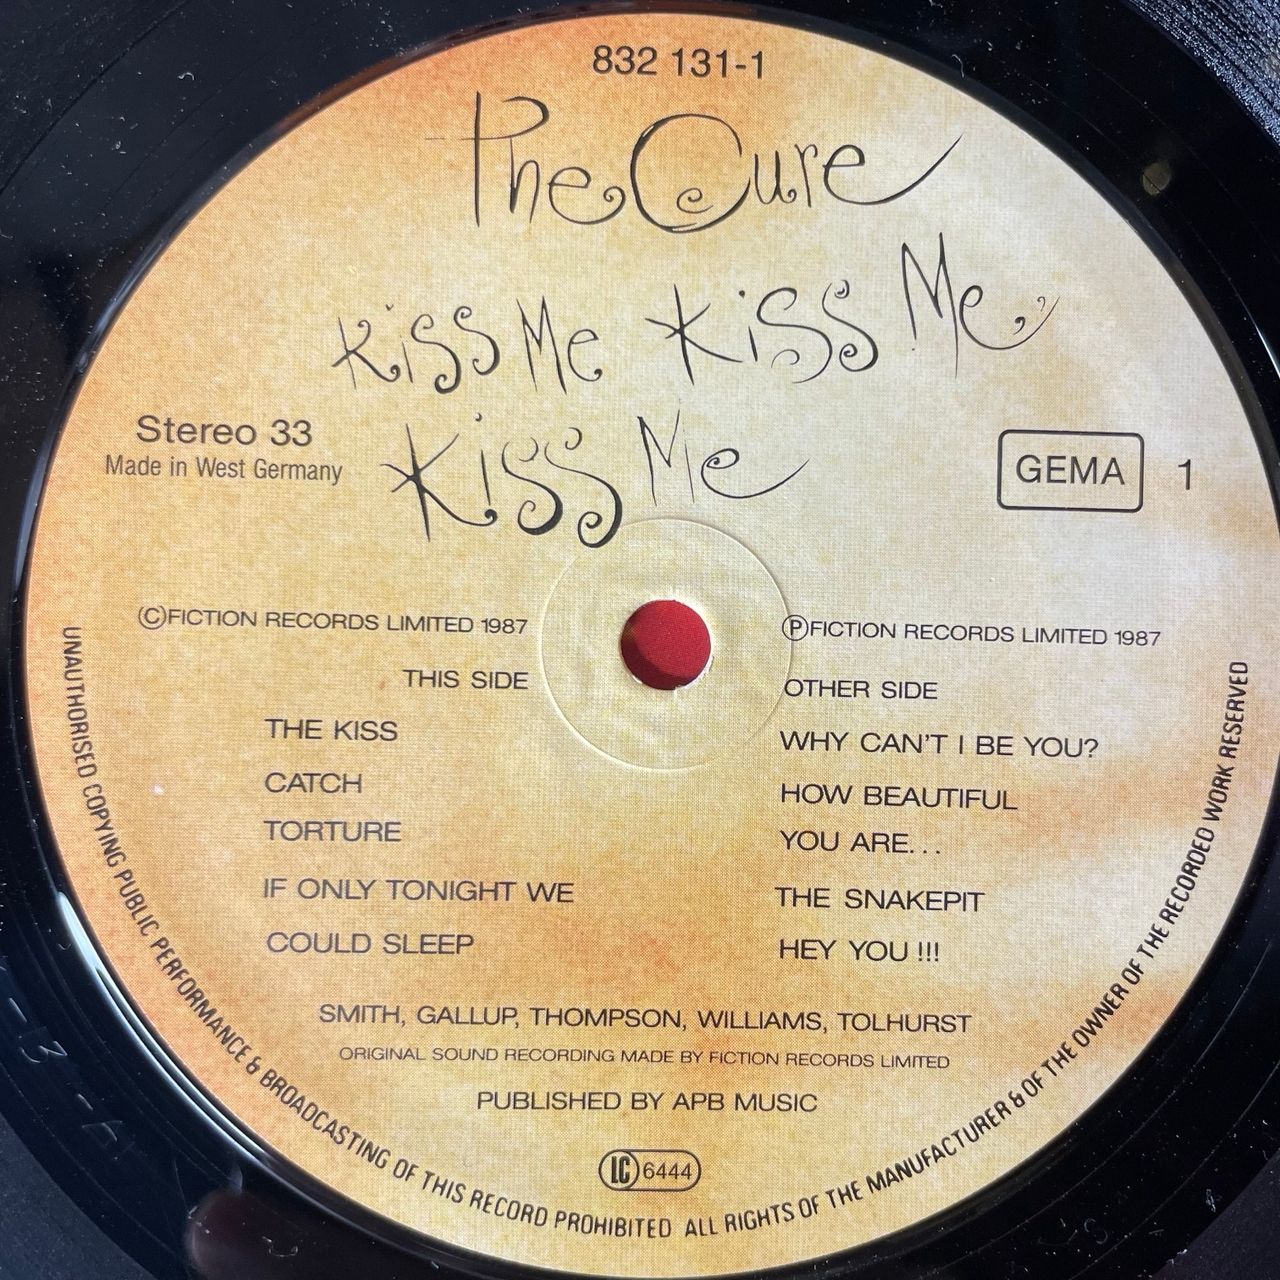 832 131-1
The Cure
Kiss Me Kiss Me
Kiss Me
Stereo 33
Made in West Germany
GEMA 1
©FICTION RECORDS LIMITED 1987
THIS SIDE
THE KISS
CATCH
TORTURE
IF ONLY TONIGHT WE
COULD SLEEP
℗FICTION RECORDS LIMITED 1987
OTHER SIDE
WHY CAN'T I BE YOU?
HOW BEAUTIFUL
YOU ARE...
THE SNAKEPIT
HEY YOU !!!
SMITH, GALLUP, THOMPSON, WILLIAMS, TOLHURST
ORIGINAL SOUND RECORDING MADE BY FICTION RECORDS LIMITED
PUBLISHED BY APB MUSIC
LC 6444
UNAUTHORISED COPYING PUBLIC PERFORMANCE & BROADCASTING OF THIS RECORD PROHIBITED ALL RIGHTS OF THE MANUFACTURER & OF THE OWNER OF THE RECORDED WORK RESERVED